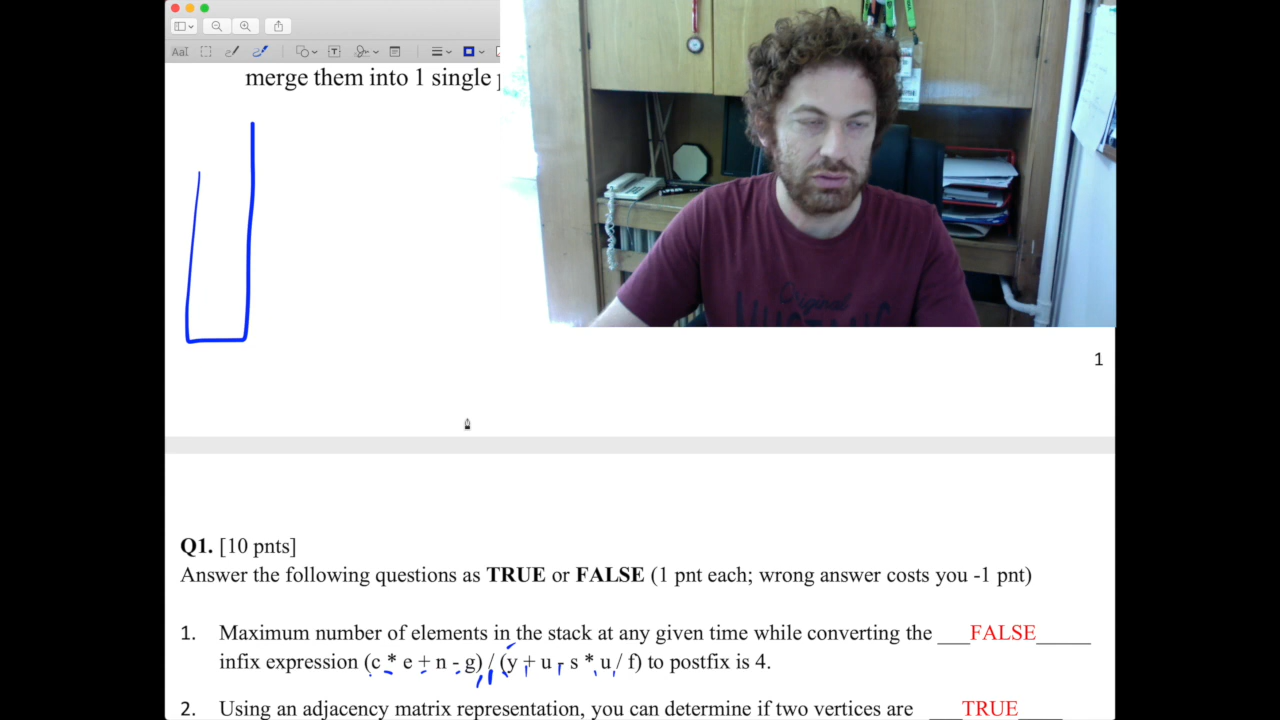 AaI
merge them into 1 single
Original
MUSTANG
1
Q1. [10 pnts]
Answer the following questions as TRUE or FALSE (1 pnt each; wrong answer costs you -1 pnt)
1. Maximum number of elements in the stack at any given time while converting the ___FALSE_____
infix expression (c * e + n - g) / (y + u - s * u / f) to postfix is 4.
2. Using an adjacency matrix representation, you can determine if two vertices are ___TRUE____